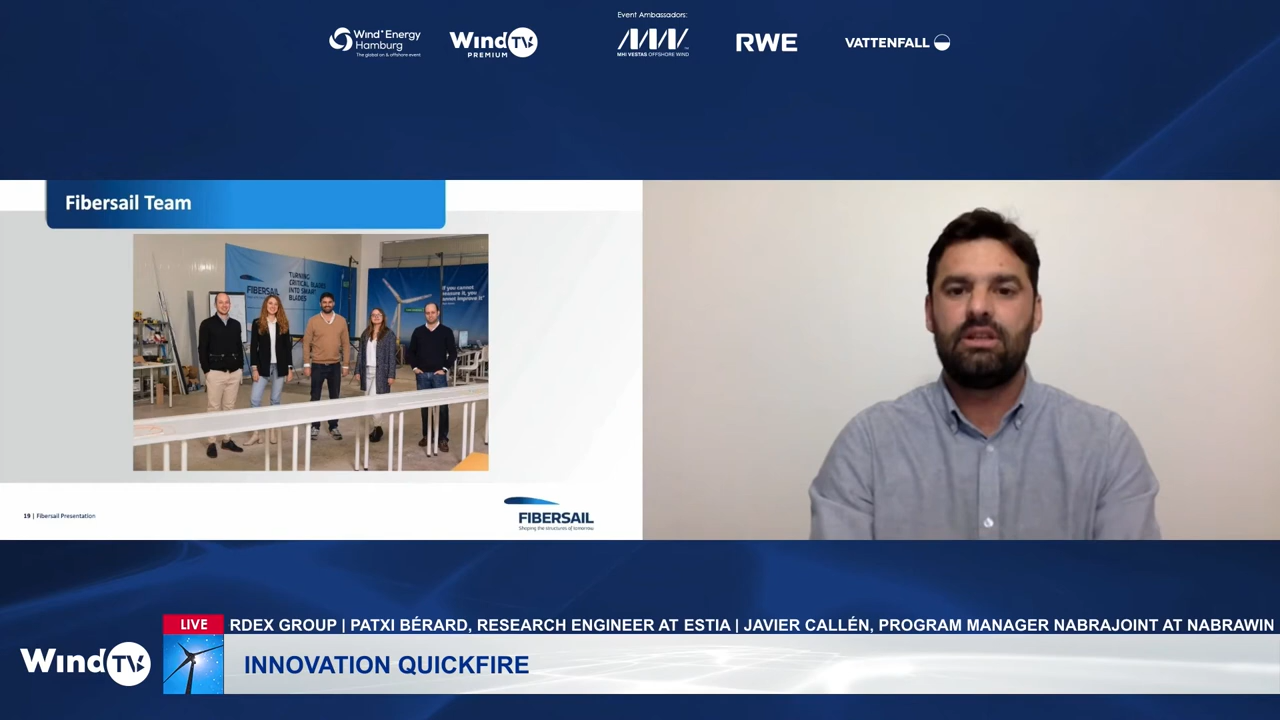 Event Ambassadors:
Wind Energy
Hamburg
The global on & offshore event
WindTV
PREMIUM
MHI VESTAS OFFSHORE WIND
RWE
VATTENFALL
Fibersail Team
FIBERSAIL
TURNING
CRITICAL BLADES
INTO SMART
BLADES
if you cannot
measure it, you
cannot improve it"
19 | Fibersail Presentation
FIBERSAIL
Shaping the structures of tomorrow
LIVE
RDEX GROUP | PATXI BÉRARD, RESEARCH ENGINEER AT ESTIA | JAVIER CALLÉN, PROGRAM MANAGER NABRAJOINT AT NABRAWIN
WindTV
INNOVATION QUICKFIRE